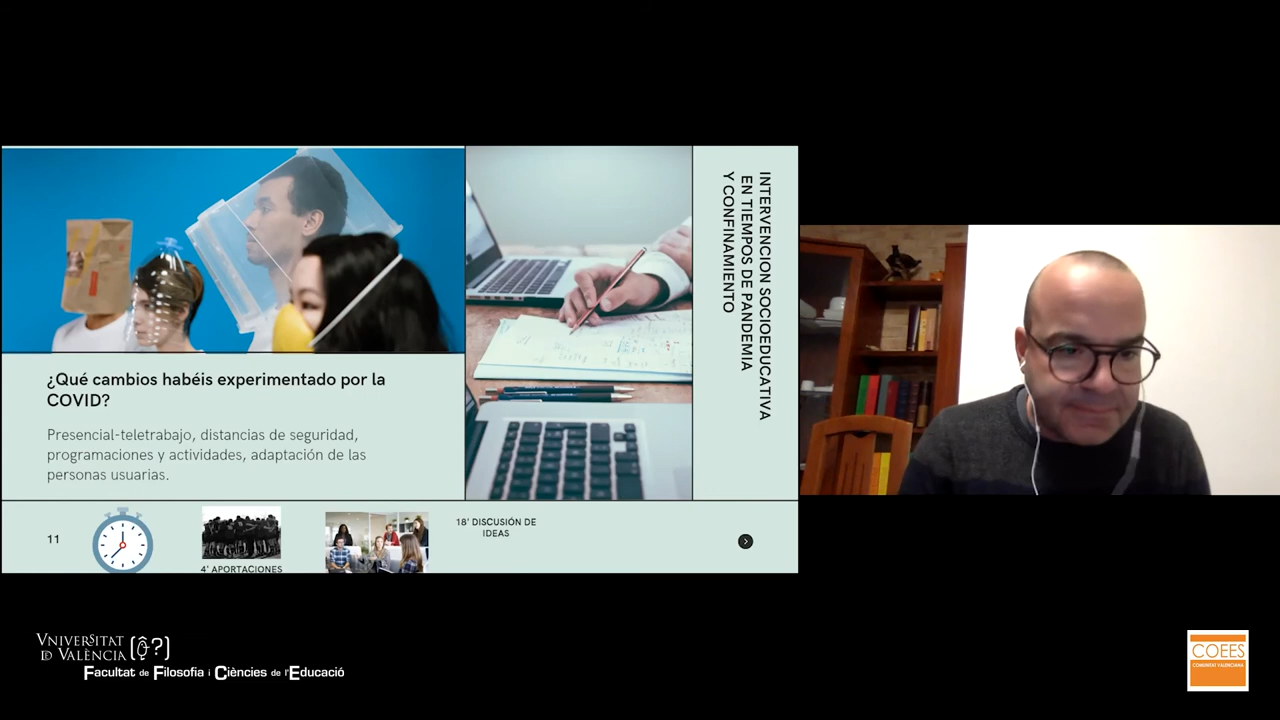 INTERVENCION SOCIOEDUCATIVA
EN TIEMPOS DE PANDEMIA
Y CONFINAMIENTO
¿Qué cambios habéis experimentado por la
COVID?
Presencial-teletrabajo, distancias de seguridad,
programaciones y actividades, adaptación de las
personas usuarias.
11
4' APORTACIONES
18' DISCUSIÓN DE
IDEAS
VNIVERSITAT
DE VALÈNCIA
Facultat de Filosofia i Ciències de l'Educació
COEES
COMUNITAT VALENCIANA